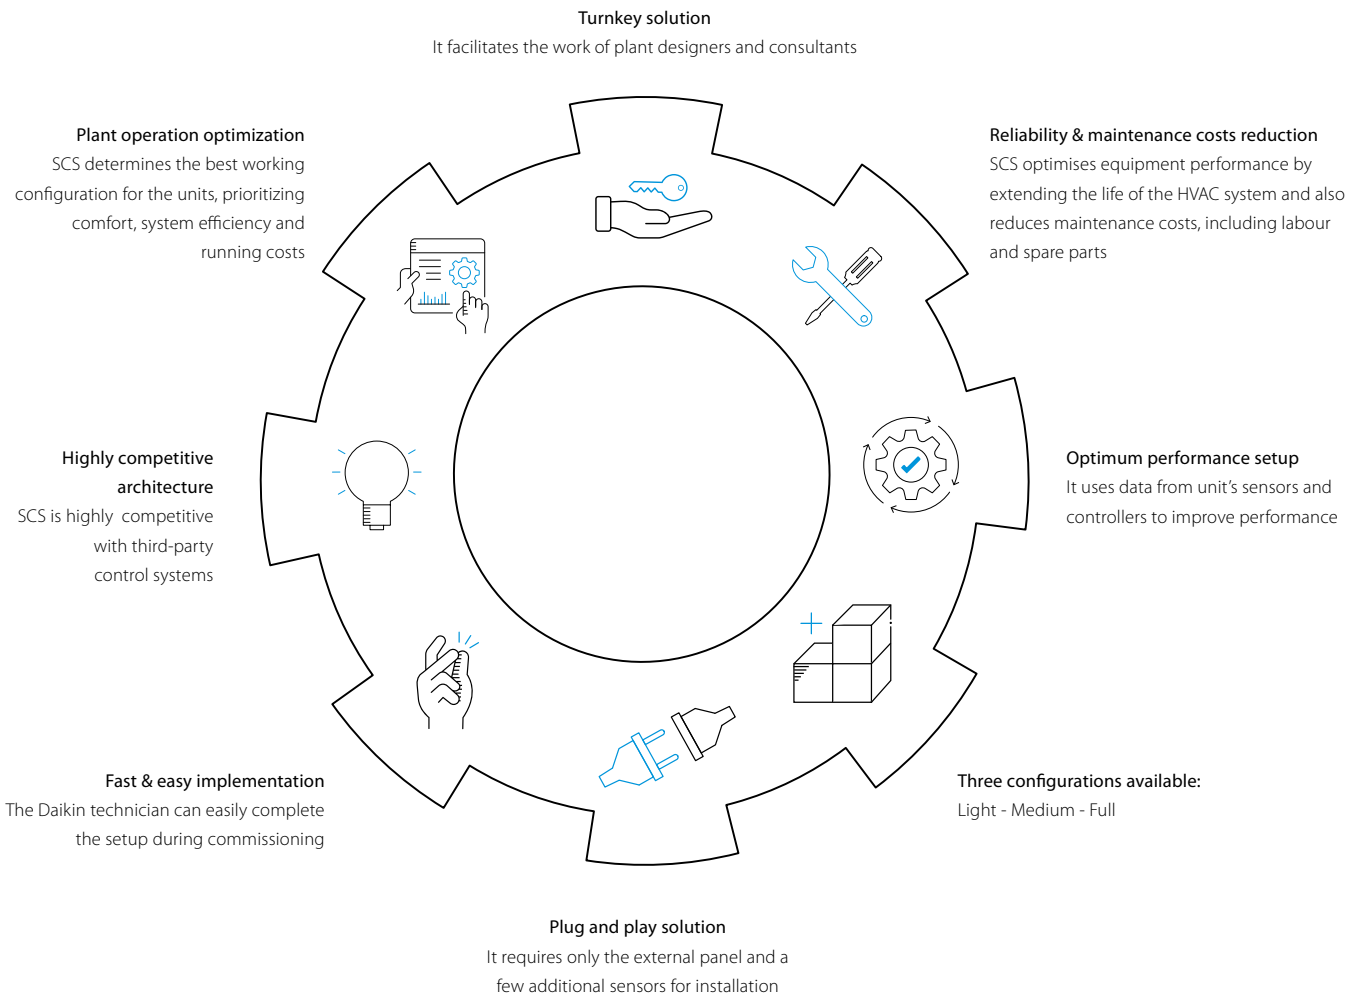 Turnkey solution
It facilitates the work of plant designers and consultants
Plant operation optimization
SCS determines the best working
configuration for the units, prioritizing
comfort, system efficiency and
running costs
Reliability & maintenance costs reduction
SCS optimises equipment performance by
extending the life of the HVAC system and also
reduces maintenance costs, including labour
and spare parts
Highly competitive
architecture
SCS is highly  competitive
with third-party
control systems
Optimum performance setup
It uses data from unit’s sensors and
controllers to improve performance
Fast & easy implementation
The Daikin technician can easily complete
the setup during commissioning
Three configurations available:
Light - Medium - Full
Plug and play solution
It requires only the external panel and a
few additional sensors for installation